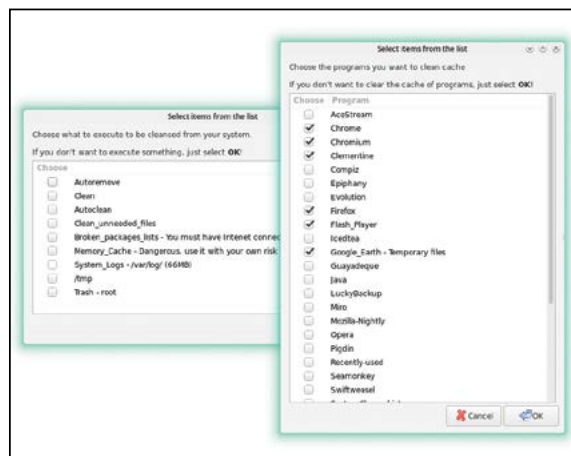 Select items from the list
Choose what to execute to be cleansed from your system.
If you don't want to execute something, just select OK!
Choose
Autoremove
Clean
Autoclean
Clean_unneeded_files
Broken_packages_lists - You must have Internet connec
Memory_Cache - Dangerous, use it with your own risk
System_Logs - /var/log/ (66MB)
/tmp
Trash - root
Select items from the list
Choose the programs you want to clean cache
If you don't want to clear the cache of programs, just select OK!
Choose Program
AceStream
Chrome
Chromium
Clementine
Compiz
Epiphany
Evolution
Firefox
Flash_Player
Icedtea
Google_Earth - Temporary files
Guayadeque
Java
LuckyBackup
Miro
Mozilla-Nightly
Opera
Pigdin
Recently-used
Seamonkey
Swiftweasel
Cancel
OK